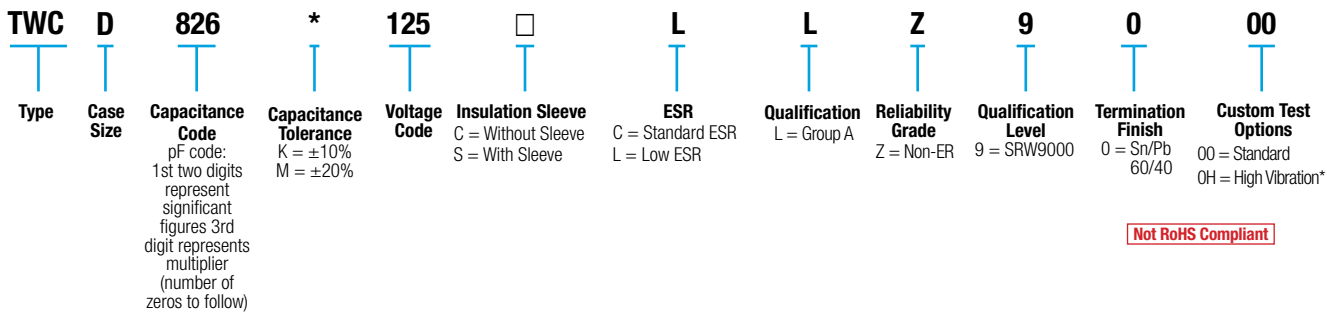 TWC D 826 * 125 □ L L Z 9 0 00
Type
Case
Size
Capacitance
Code
pF code:
1st two digits
represent
significant
figures 3rd
digit represents
multiplier
(number of
zeros to follow)
Capacitance
Tolerance
K = ±10%
M = ±20%
Voltage
Code
Insulation Sleeve
C = Without Sleeve
S = With Sleeve
ESR
C = Standard ESR
L = Low ESR
Qualification
L = Group A
Reliability
Grade
Z = Non-ER
Qualification
Level
9 = SRW9000
Termination
Finish
0 = Sn/Pb
60/40
Custom Test
Options
00 = Standard
0H = High Vibration*
Not RoHS Compliant